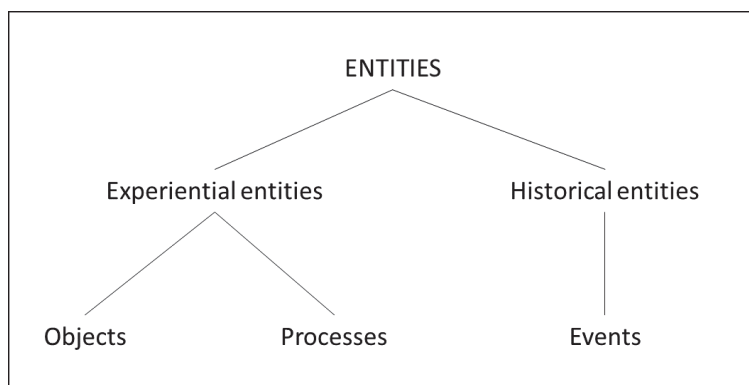 ENTITIES
Experiential entities
Historical entities
Objects
Processes
Events